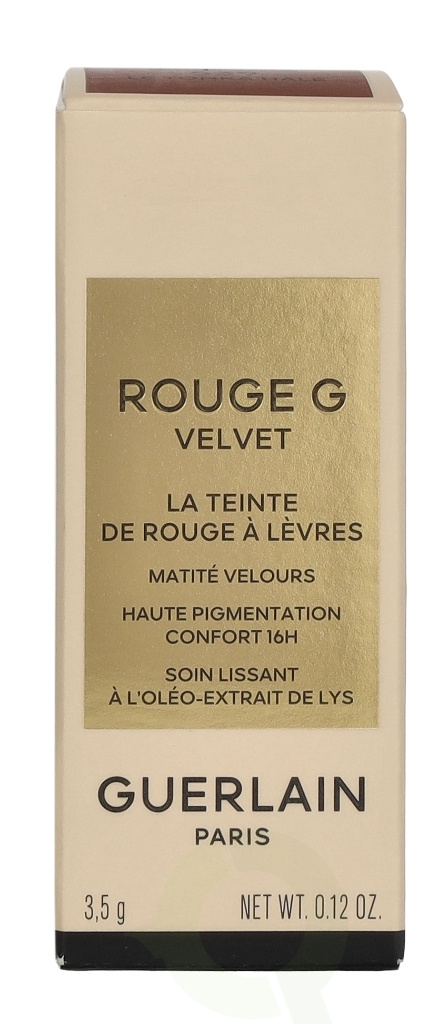 ROUGE G
VELVET
LA TEINTE
DE ROUGE À LÈVRES
MATITÉ VELOURS
HAUTE PIGMENTATION
CONFORT 16H
SOIN LISSANT
À L'OLÉO-EXTRAIT DE LYS
GUERLAIN
PARIS
3,5 g NET WT. 0.12 OZ.